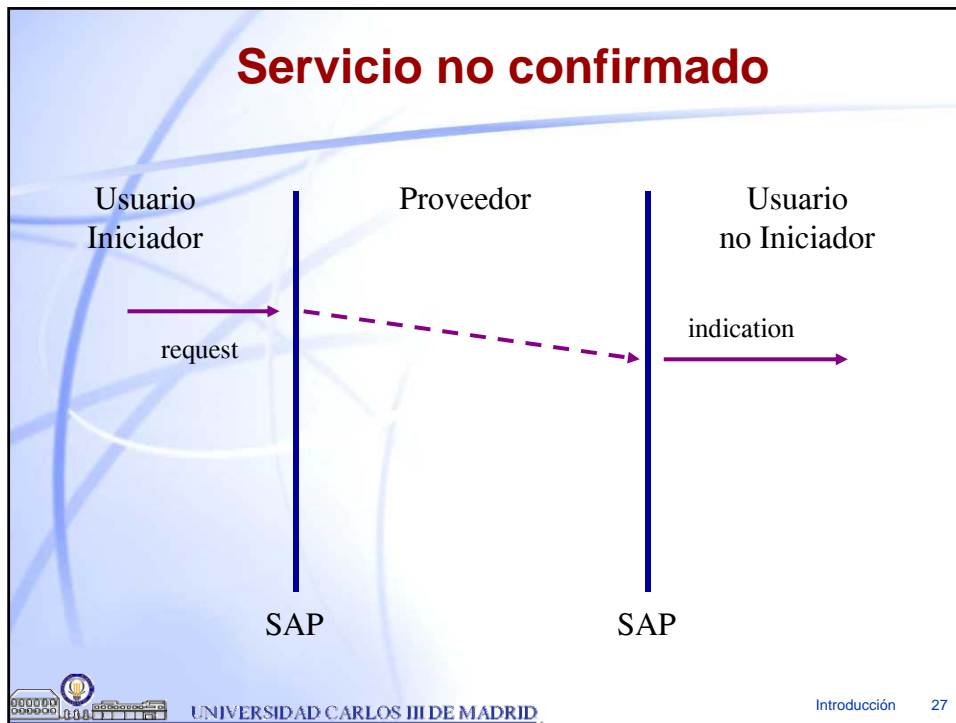 Servicio no confirmado
Usuario
Iniciador
Proveedor
Usuario
no Iniciador
request
indication
SAP
SAP
UNIVERSIDAD CARLOS III DE MADRID
Introducción 27